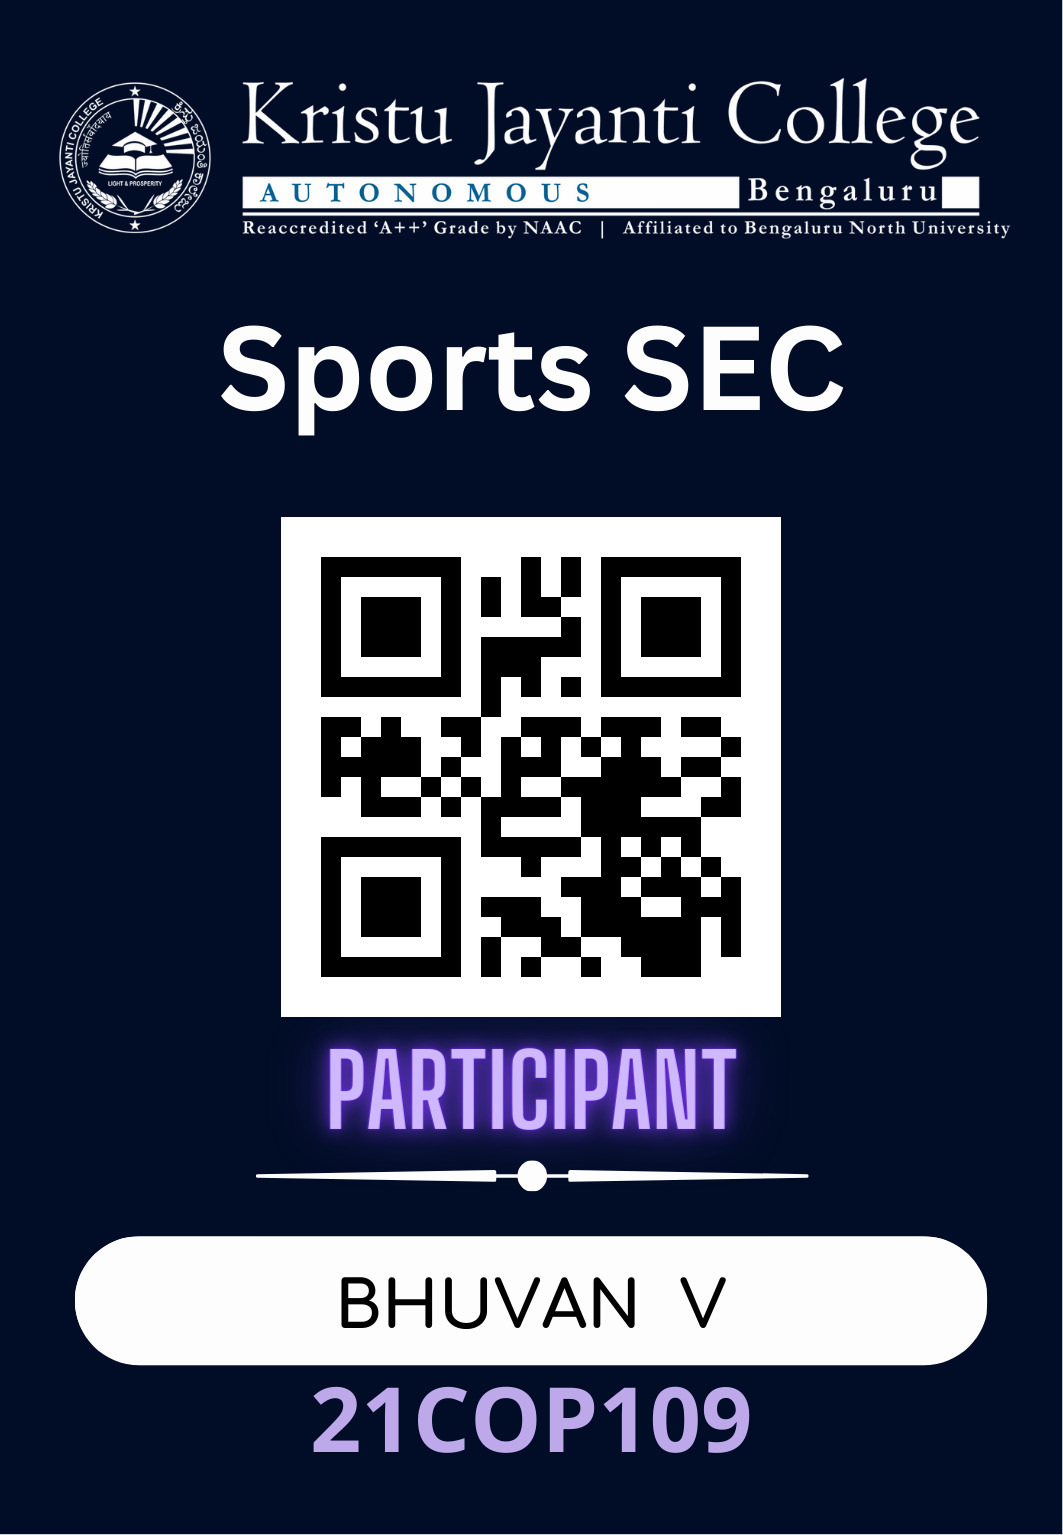 KRISTU JAYANTI COLLEGE
LIGHT & PROSPERITY
Kristu Jayanti College
AUTONOMOUS Bengaluru
Reaccredited ‘A++’ Grade by NAAC | Affiliated to Bengaluru North University
Sports SEC
PARTICIPANT
BHUVAN V
21COP109